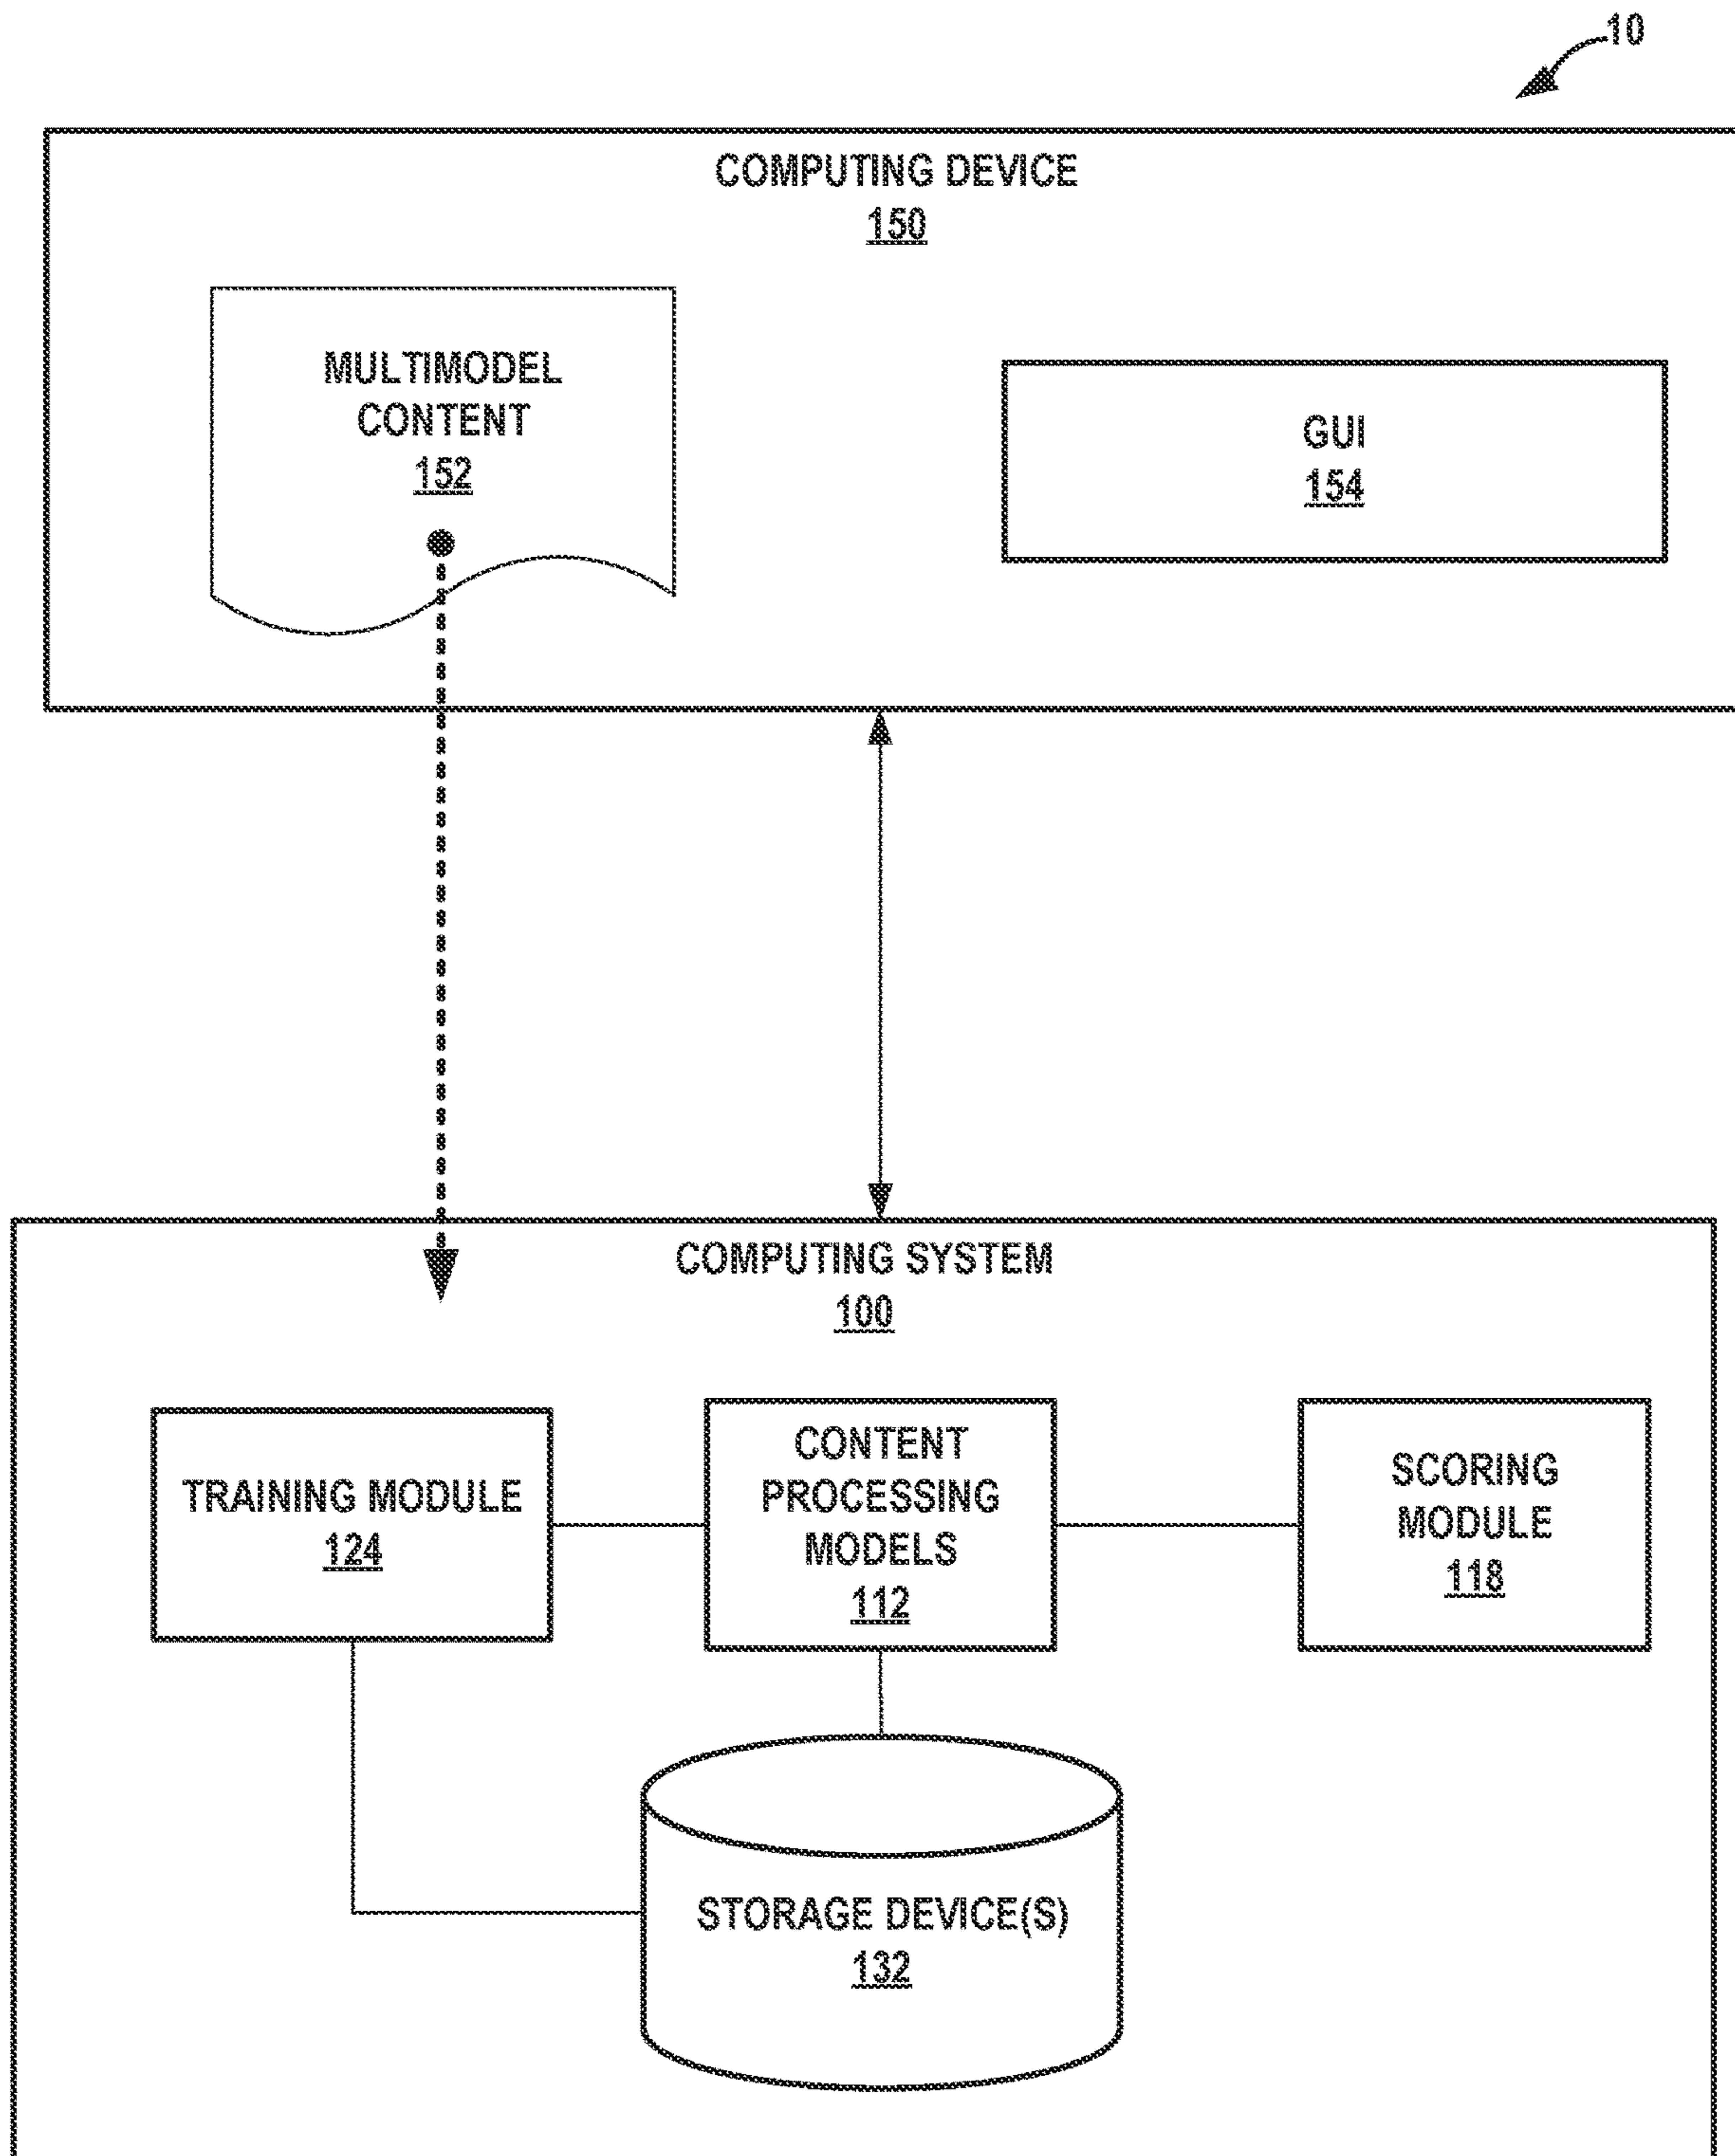 10
COMPUTING DEVICE
150
MULTIMODEL
CONTENT
152
GUI
154
COMPUTING SYSTEM
100
TRAINING MODULE
124
CONTENT
PROCESSING
MODELS
112
SCORING
MODULE
118
STORAGE DEVICE(S)
132